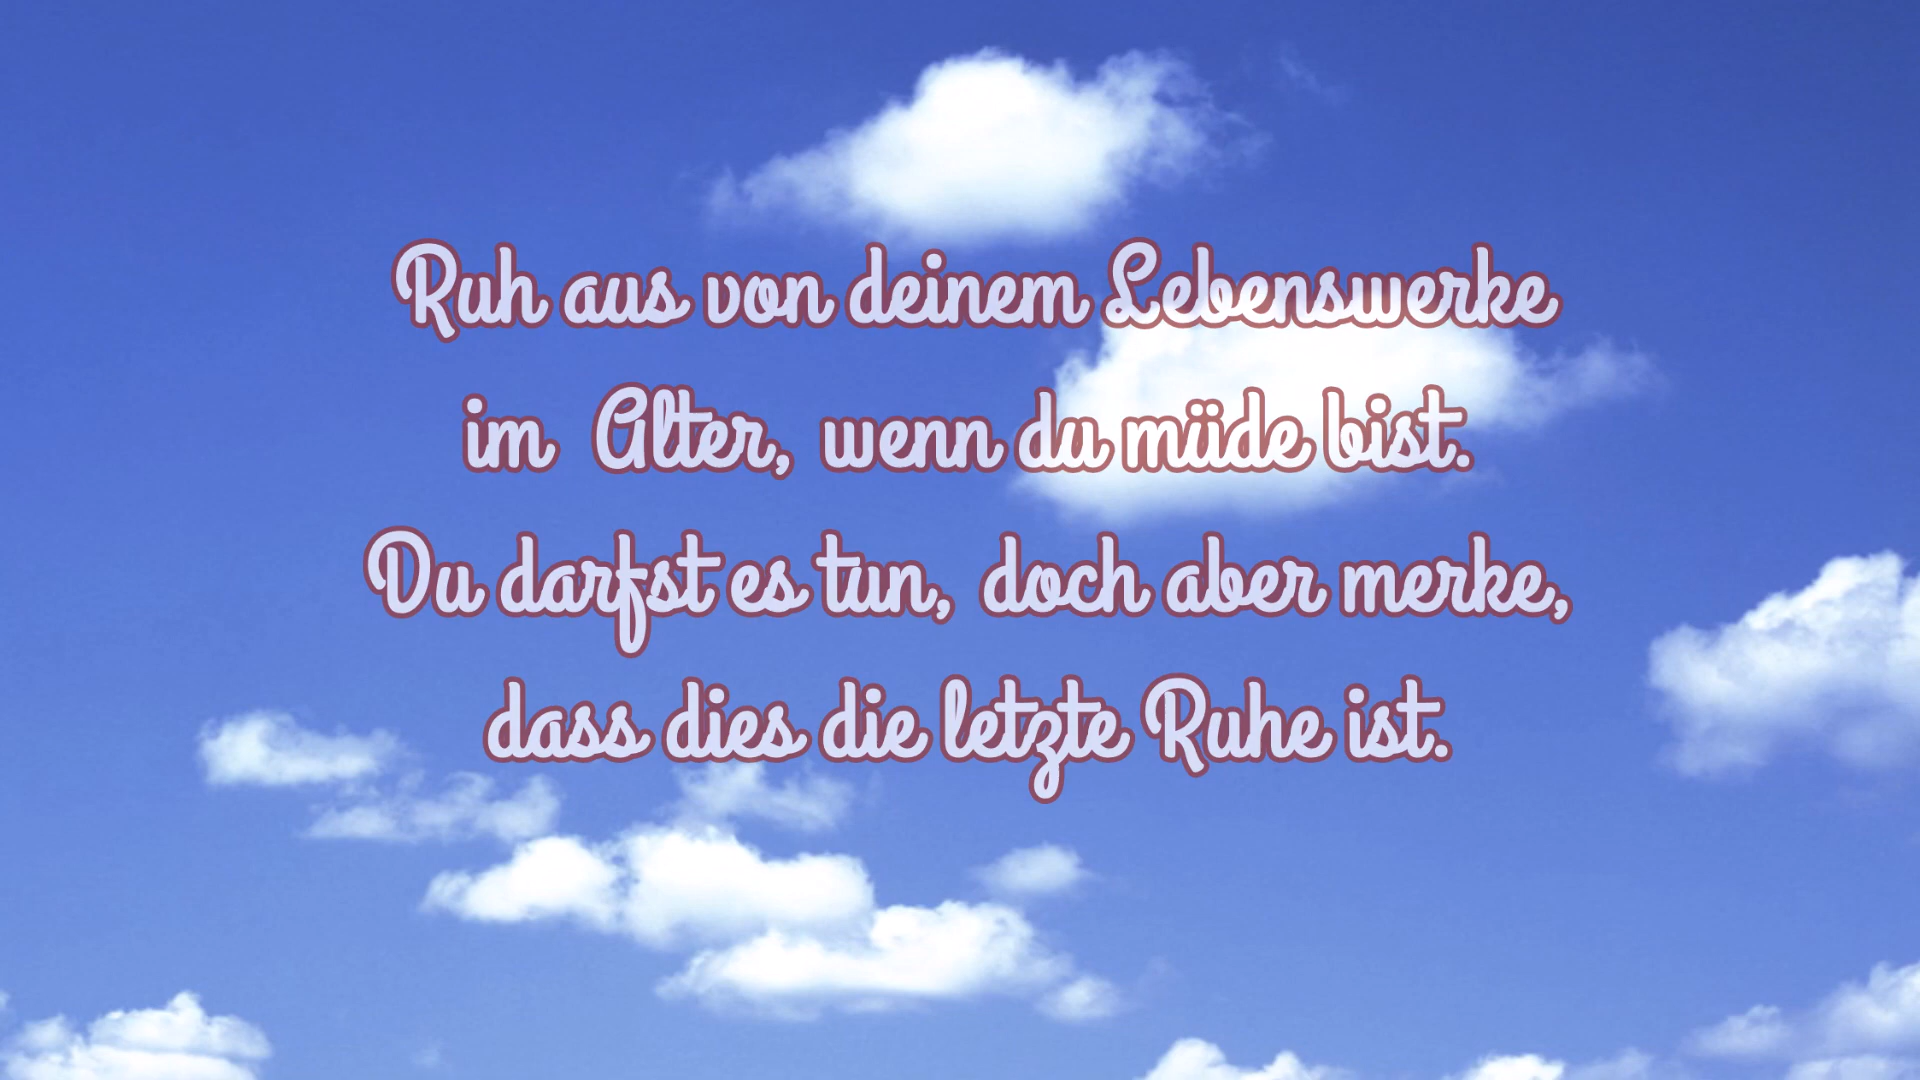 Ruh aus von deinem Lebenswerke
im Alter, wenn du müde bist.
Du darfst es tun, doch aber merke,
dass dies die letzte Ruhe ist.